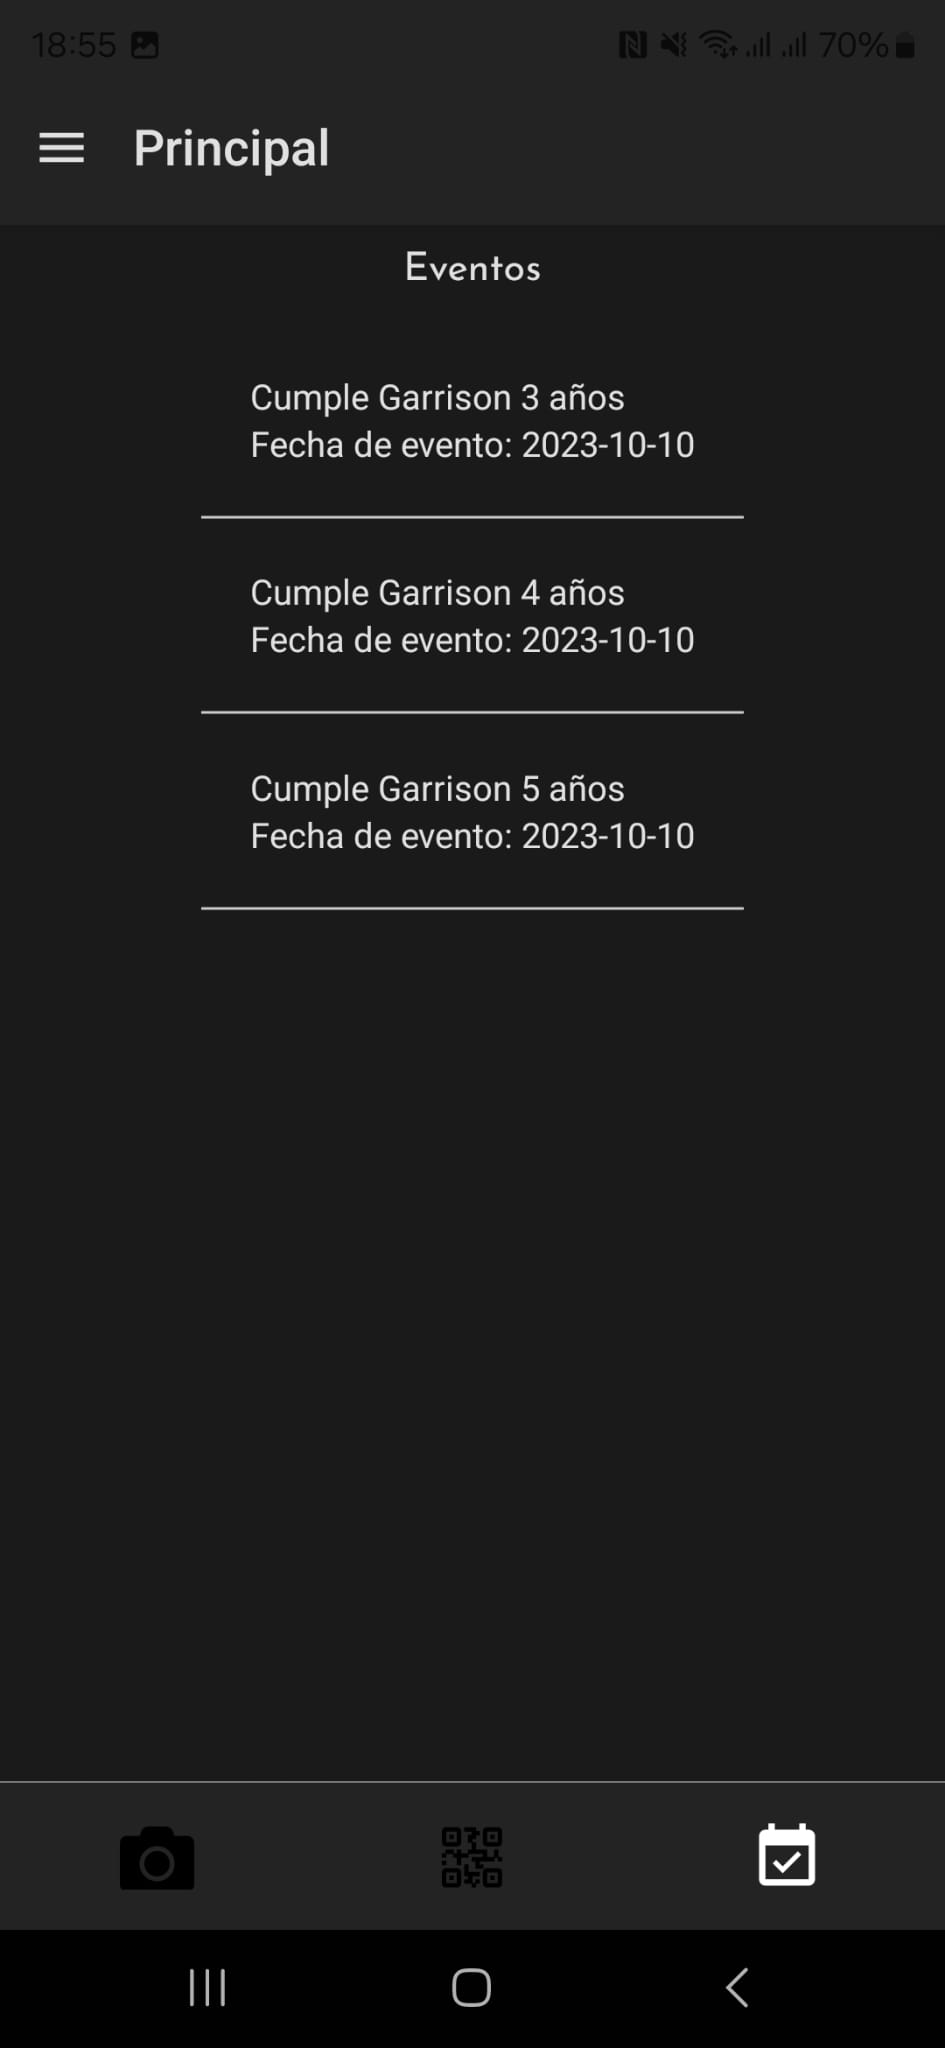 18:55 70%
Principal
Eventos
Cumple Garrison 3 años
Fecha de evento: 2023-10-10
Cumple Garrison 4 años
Fecha de evento: 2023-10-10
Cumple Garrison 5 años
Fecha de evento: 2023-10-10